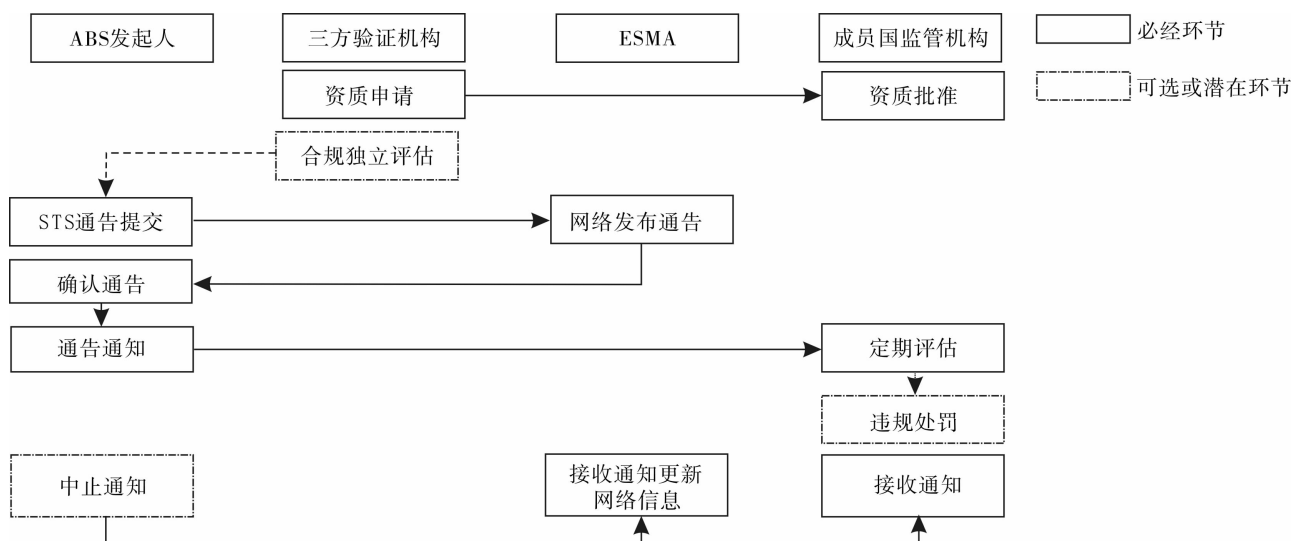 ABS发起人
三方验证机构
ESMA
成员国监管机构
必经环节
资质申请
资质批准
可选或潜在环节
合规独立评估
STS通告提交
网络发布通告
确认通告
通告通知
定期评估
违规处罚
中止通知
接收通知更新
网络信息
接收通知